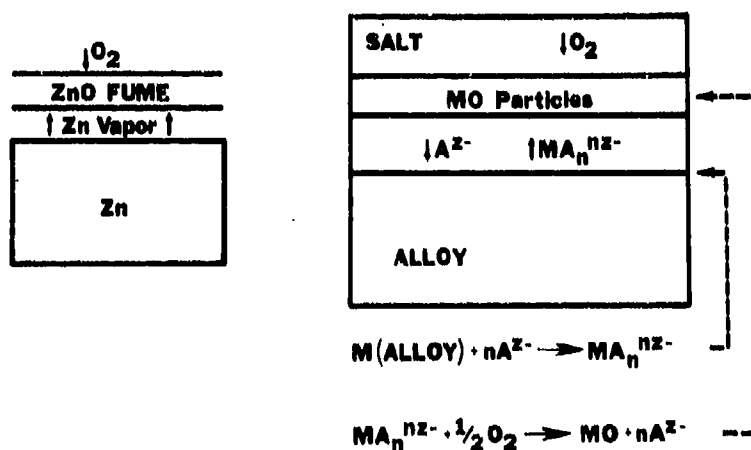 ↓O₂
ZnO FUME
↑ Zn Vapor ↑
Zn
SALT ↓O₂
MO Particles
↓A^z- ↑MA_n^nz-
ALLOY
M(ALLOY) + nA^z- → MA_n^nz-
MA_n^nz- + ½O₂ → MO + nA^z-